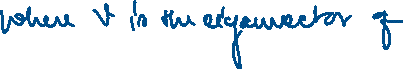 where v is the eigenvector of